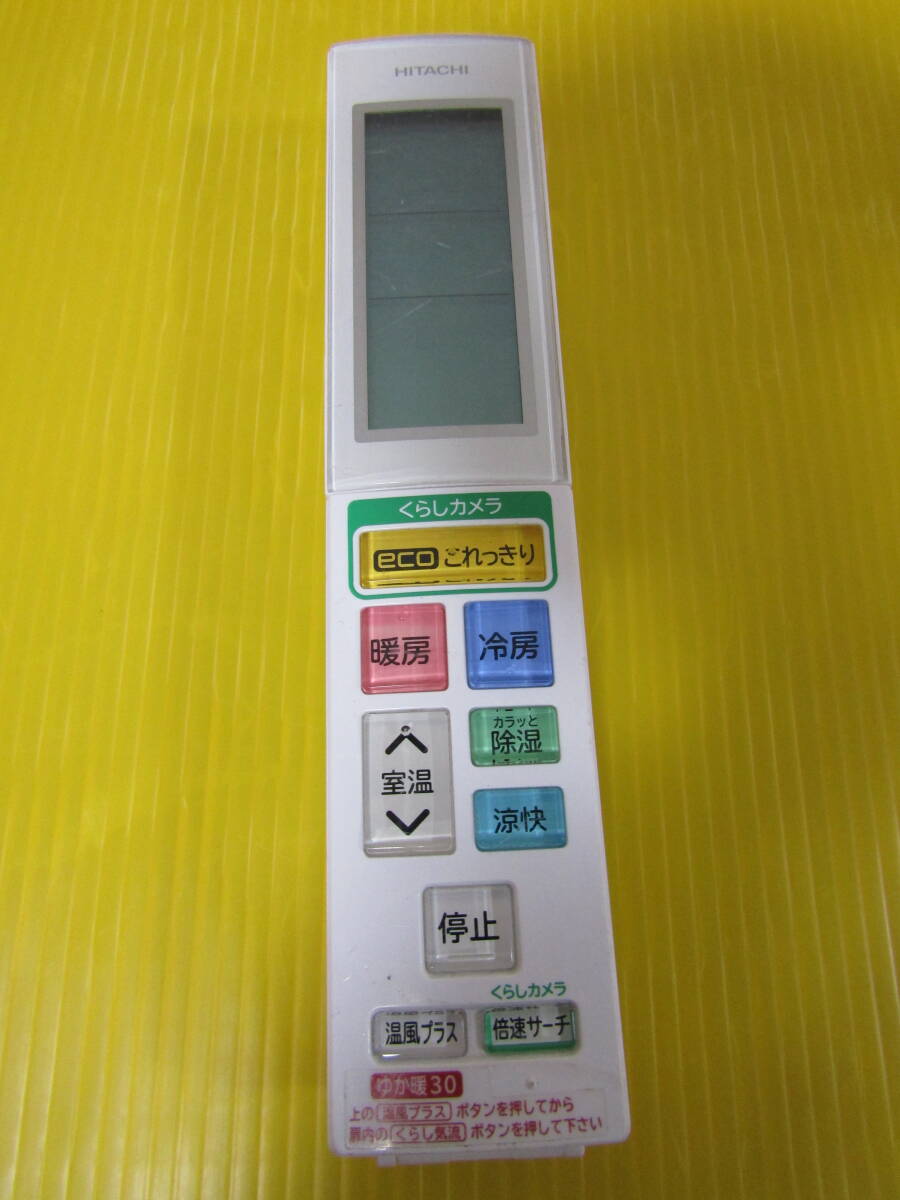 HITACHI
くらしカメラ
eco これっきり
暖房
冷房
カラッと
除湿
室温
涼快
停止
くらしカメラ
温風プラス
倍速サーチ
ゆか暖30
上の 温風プラス ボタンを押してから
扉内の くらし気流 ボタンを押して下さい